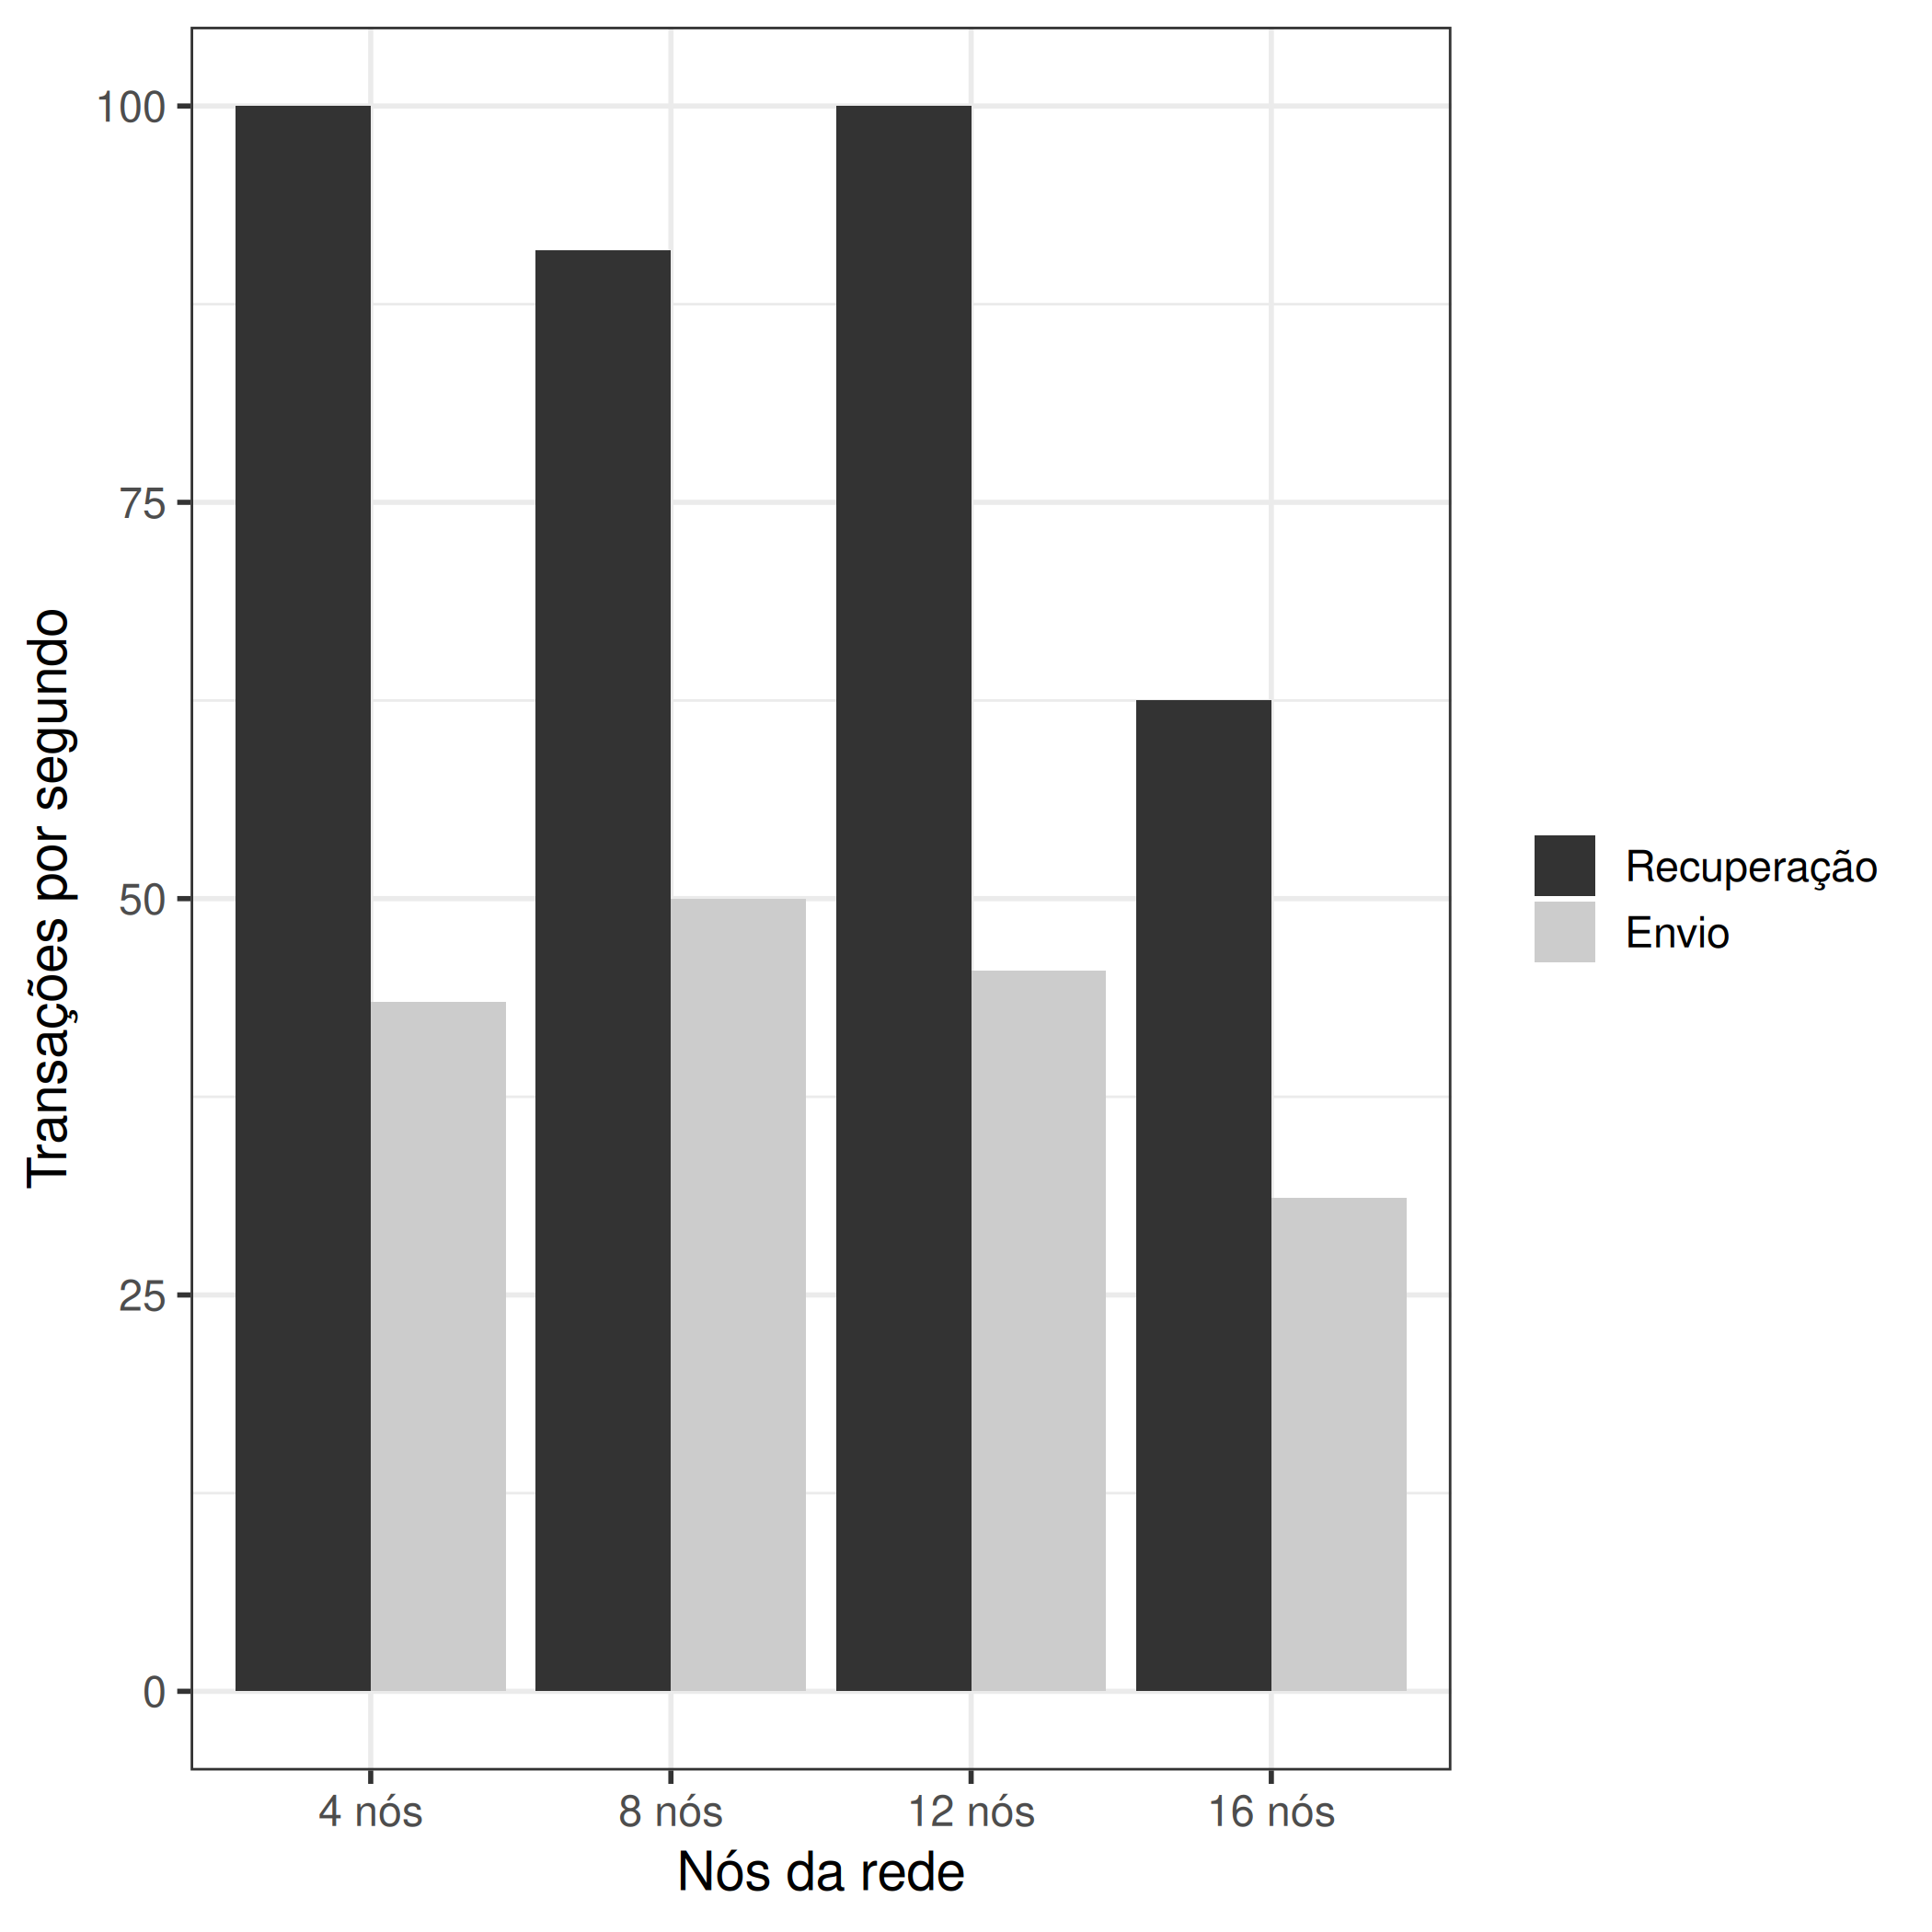 Transações por segundo
100
75
50
25
0
4 nós
8 nós
12 nós
16 nós
Nós da rede
Recuperação
Envio